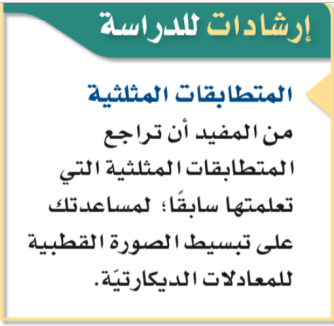 إرشادات للدراسة
المتطابقات المثلثية
من المفيد أن تراجع
المتطابقات المثلثية التي
تعلمتها سابقًا؛ لمساعدتك
على تبسيط الصورة القطبية
للمعادلات الديكارتيّة.